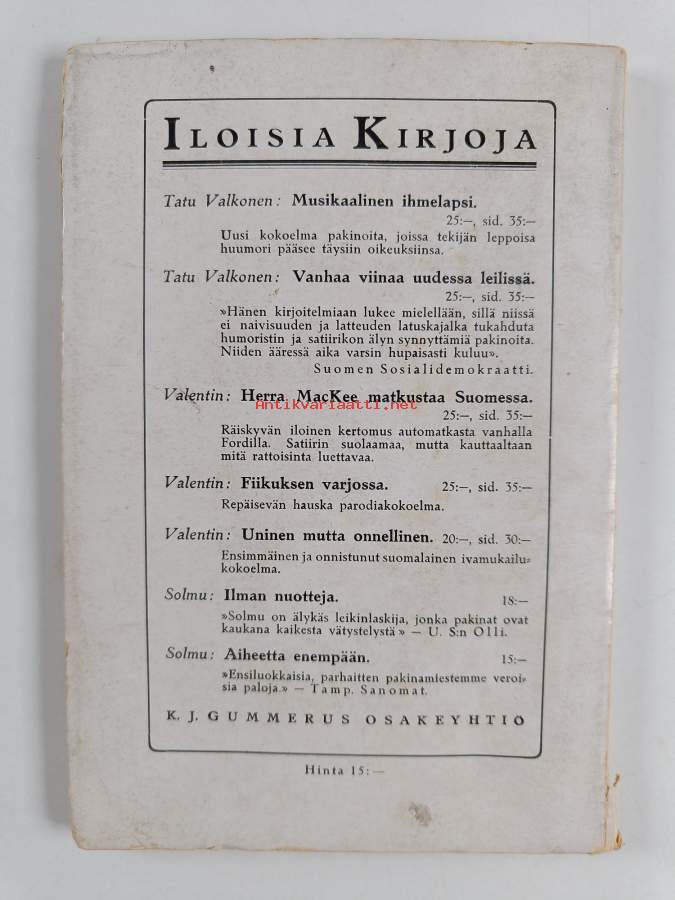 ILOISIA KIRJOJA
Tatu Valkonen: Musikaalinen ihmelapsi.
25:—, sid. 35:—
Uusi kokoelma pakinoita, joissa tekijän leppoisa
huumori pääsee täysiin oikeuksiinsa.
Tatu Valkonen: Vanhaa viinaa uudessa leilissä.
25:—, sid. 35:—
»Hänen kirjoitelmiaan lukee mielellään, sillä niissä
ei naivisuuden ja latteuden latuskajalka tukahduta
humoristin ja satiirikon älyn synnyttämiä pakinoita.
Niiden ääressä aika varsin hupaisasti kuluu».
Suomen Sosialidemokraatti.
Valentin: Herra MacKee matkustaa Suomessa.
Antikvariaatti.net
25:—, sid. 35:—
Räiskyvän iloinen kertomus automatkasta vanhalla
Fordilla. Satiirin suolaamaa, mutta kauttaaltaan
mitä rattoisinta luettavaa.
Valentin: Fiikuksen varjossa. 25:—, sid. 35:—
Repäisevän hauska parodiakokoelma.
Valentin: Uninen mutta onnellinen. 20:—, sid. 30:—
Ensimmäinen ja onnistunut suomalainen ivamukailu-
kokoelma.
Solmu: Ilman nuotteja. 18:—
»Solmu on älykäs leikinlaskija, jonka pakinat ovat
kaukana kaikesta vätystelystä» — U. S:n Olli.
Solmu: Aiheetta enempään. 15:—
»Ensiluokkaisia, parhaitten pakinamiestemme veroi-
sia paloja.» — Tamp. Sanomat.
K. J. GUMMERUS OSAKEYHTIÖ
Hinta 15:—